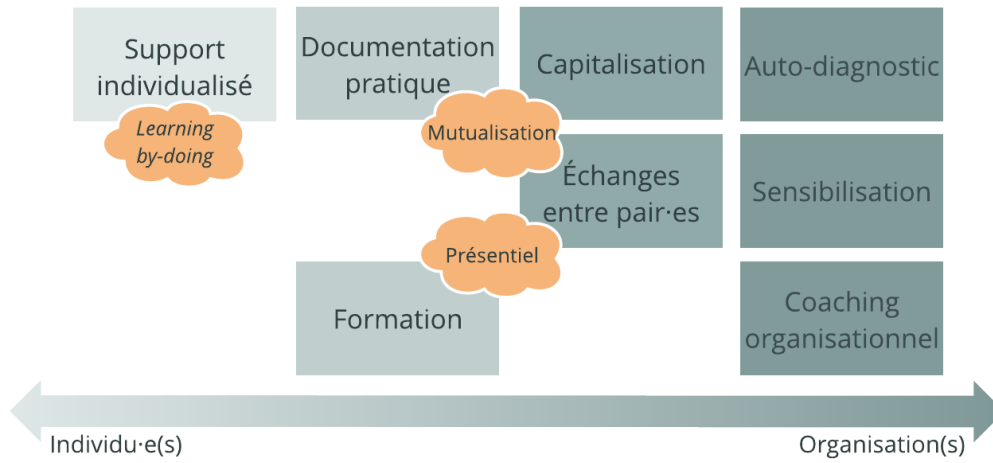 Support
individualisé
Learning
by-doing
Documentation
pratique
Mutualisation
Capitalisation
Auto-diagnostic
Échanges
entre pair·es
Sensibilisation
Présentiel
Formation
Coaching
organisationnel
Individu·e(s)
Organisation(s)